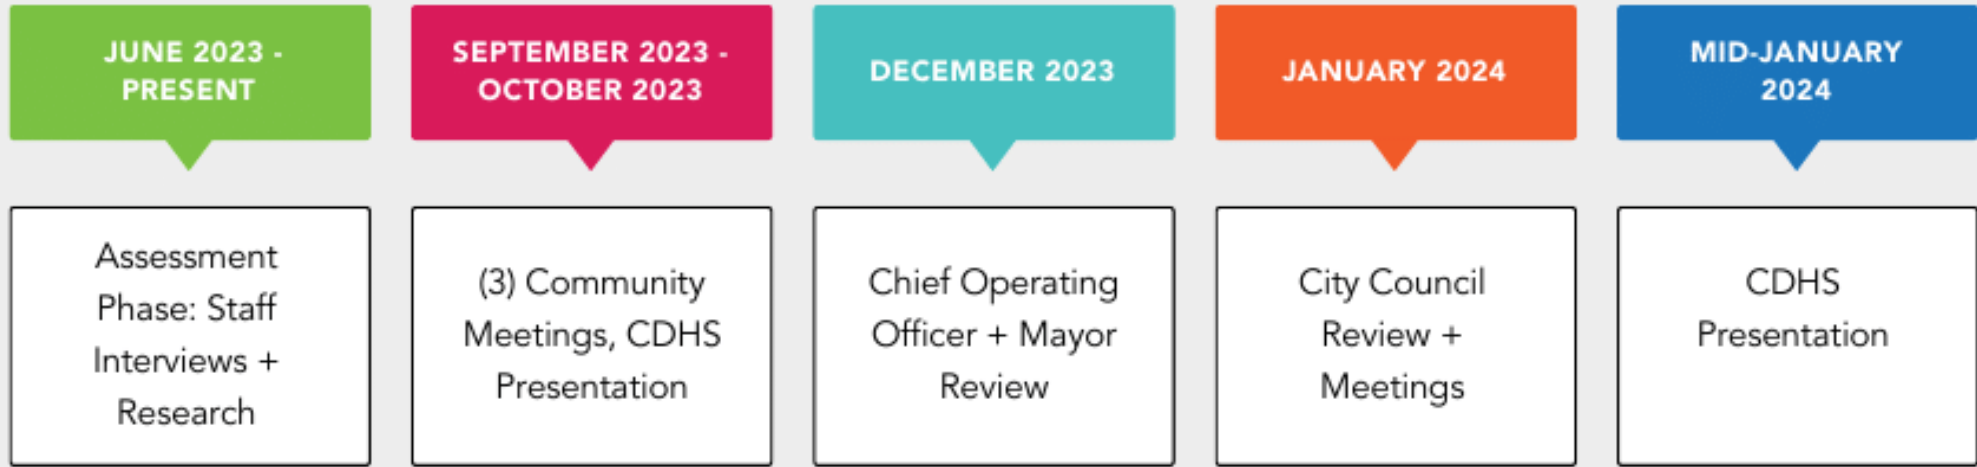 JUNE 2023 -
PRESENT
Assessment
Phase: Staff
Interviews +
Research
SEPTEMBER 2023 -
OCTOBER 2023
(3) Community
Meetings, CDHS
Presentation
DECEMBER 2023
Chief Operating
Officer + Mayor
Review
JANUARY 2024
City Council
Review +
Meetings
MID-JANUARY
2024
CDHS
Presentation